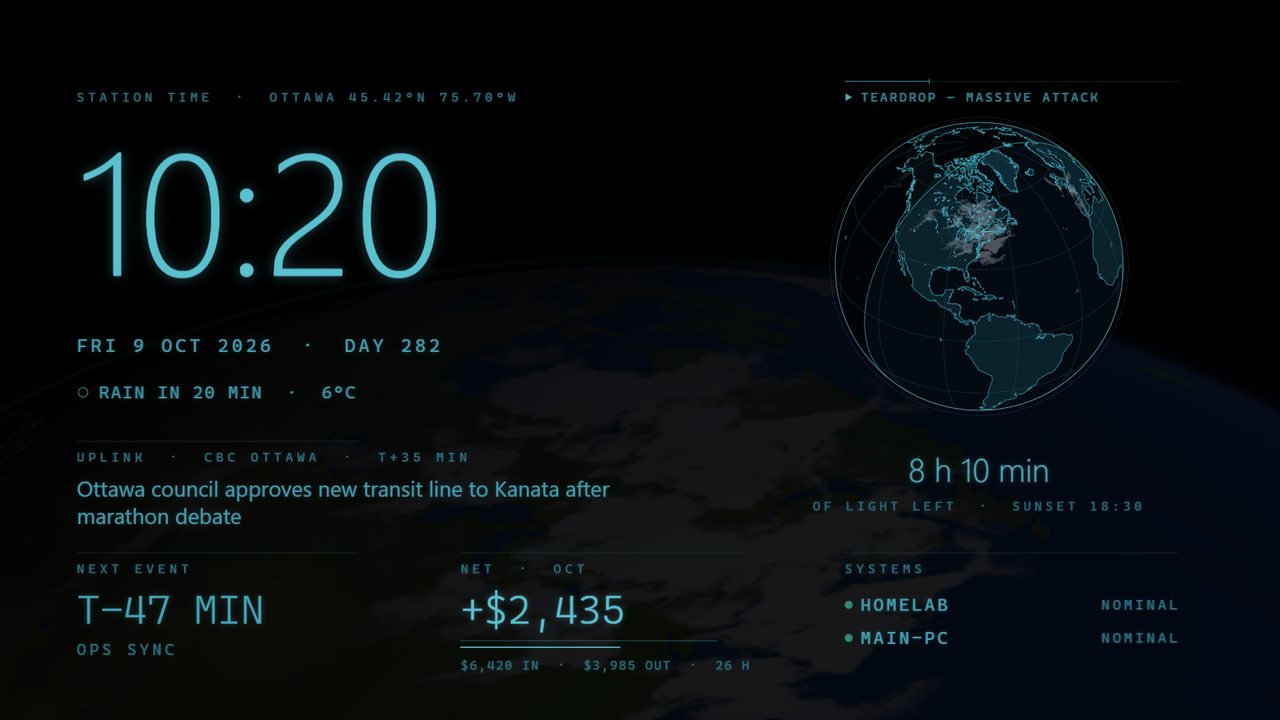 STATION TIME · OTTAWA 45.42°N 75.70°W
10:20
FRI 9 OCT 2026 · DAY 282
RAIN IN 20 MIN · 6°C
UPLINK · CBC OTTAWA · T+35 MIN
Ottawa council approves new transit line to Kanata after
marathon debate
NEXT EVENT
T−47 MIN
OPS SYNC
NET · OCT
+$2,435
$6,420 IN · $3,985 OUT · 26 H
TEARDROP — MASSIVE ATTACK
8 h 10 min
OF LIGHT LEFT · SUNSET 18:30
SYSTEMS
HOMELAB NOMINAL
MAIN-PC NOMINAL